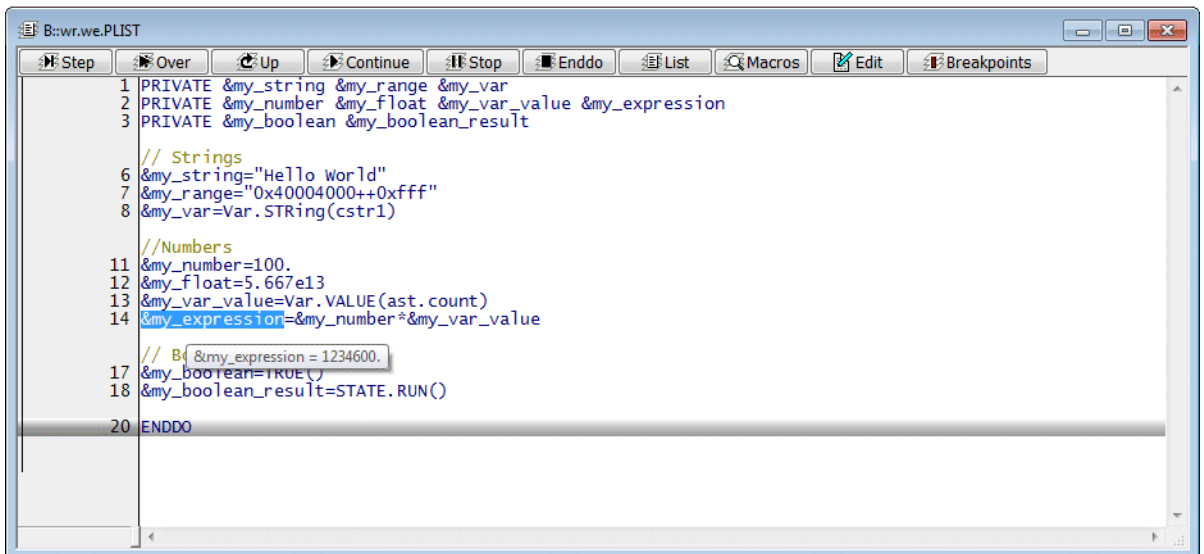 B::wr.we.PLIST
Step Over Up Continue Stop Enddo List Macros Edit Breakpoints
1 PRIVATE &my_string &my_range &my_var
2 PRIVATE &my_number &my_float &my_var_value &my_expression
3 PRIVATE &my_boolean &my_boolean_result
// Strings
6 &my_string="Hello World"
7 &my_range="0x40004000++0xfff"
8 &my_var=Var.STRing(cstr1)
//Numbers
11 &my_number=100.
12 &my_float=5.667e13
13 &my_var_value=Var.VALUE(ast.count)
14 &my_expression=&my_number*&my_var_value
// B
&my_expression = 1234600.
17 &my_boolean=TRUE()
18 &my_boolean_result=STATE.RUN()
20 ENDDO